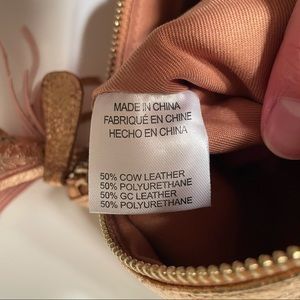 MADE IN CHINA
FABRIQUÉ EN CHINE
HECHO EN CHINA
50% COW LEATHER
50% POLYURETHANE
50% GC LEATHER
50% POLYURETHANE